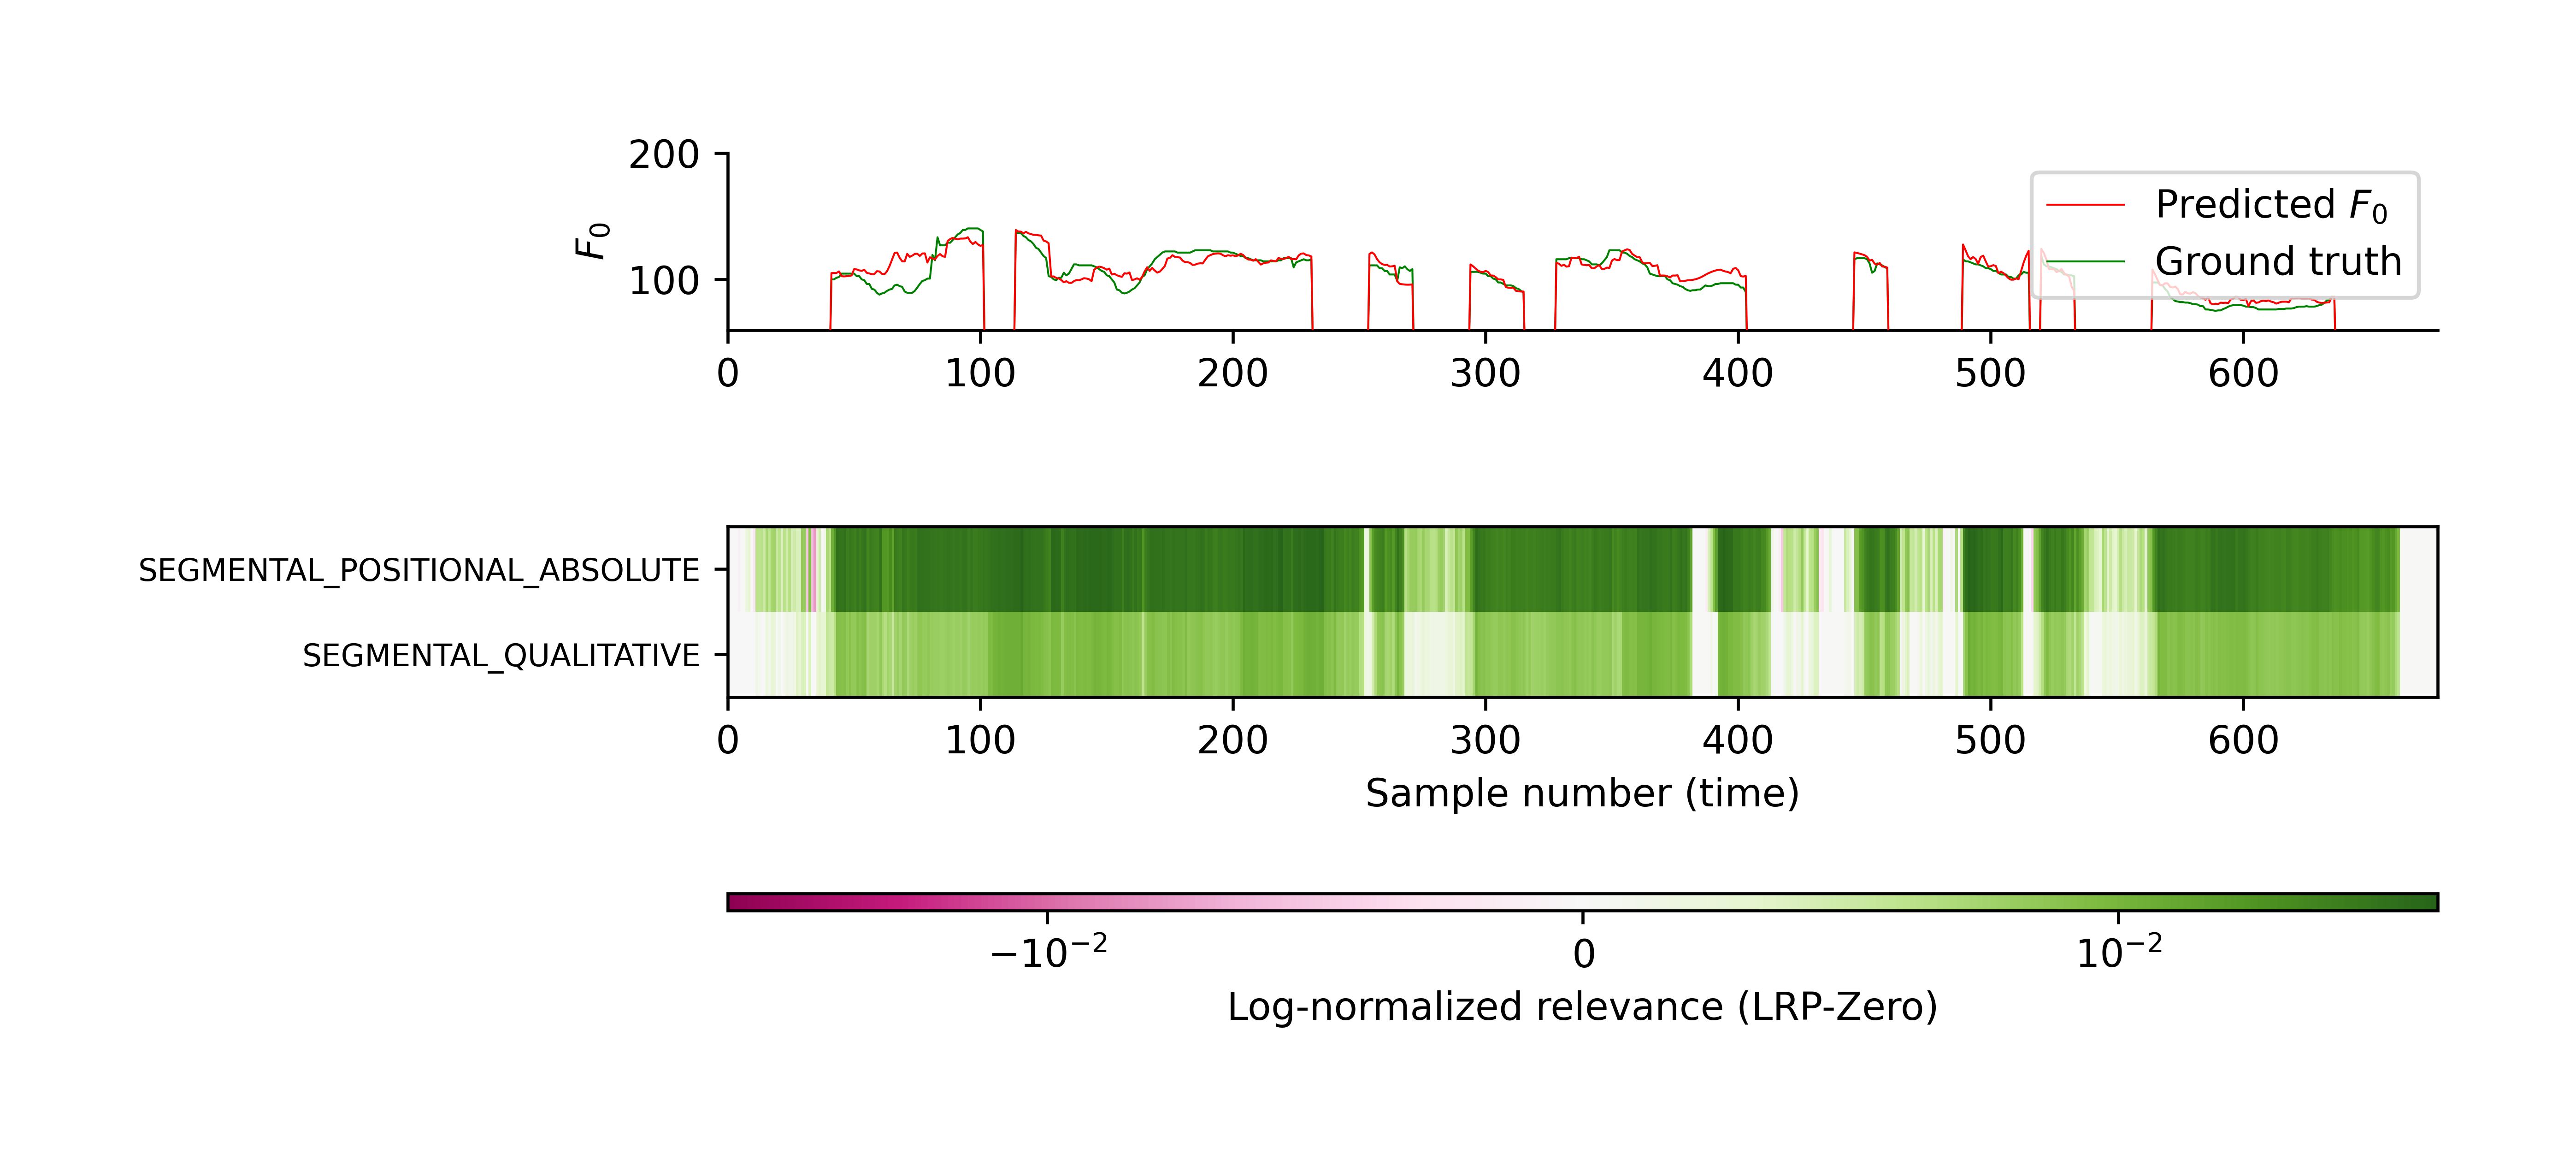 200
100
F₀
Predicted F₀
Ground truth
0 100 200 300 400 500 600
SEGMENTAL_POSITIONAL_ABSOLUTE
SEGMENTAL_QUALITATIVE
0 100 200 300 400 500 600
Sample number (time)
−10⁻² 0 10⁻²
Log-normalized relevance (LRP-Zero)